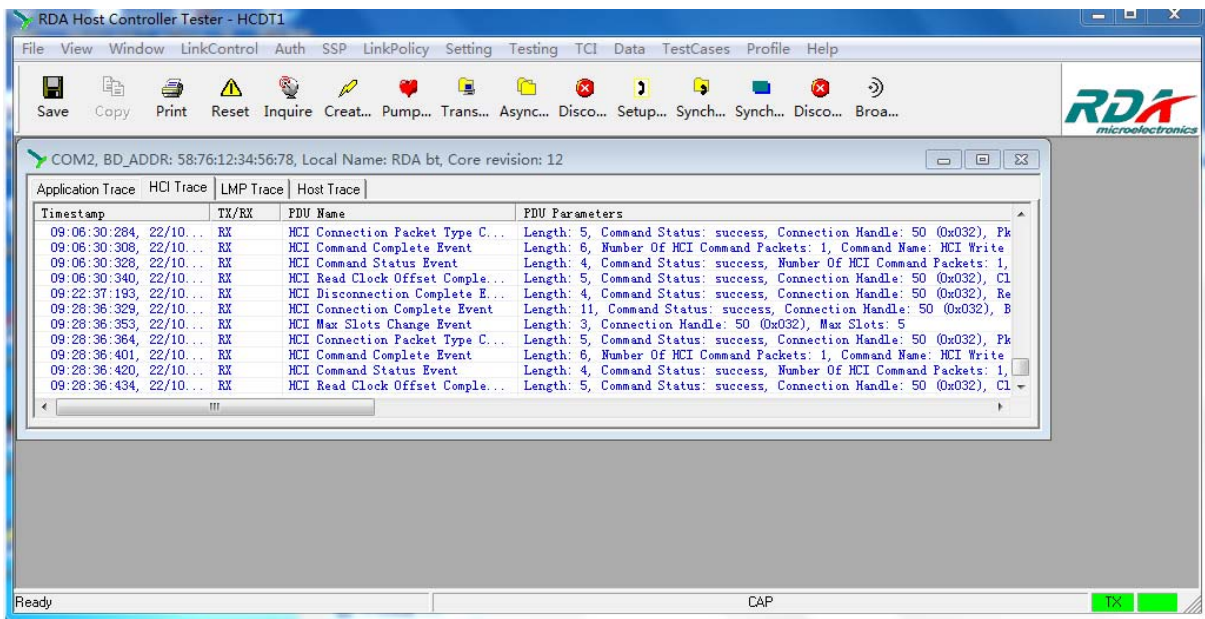 RDA Host Controller Tester - HCDT1
File View Window LinkControl Auth SSP LinkPolicy Setting Testing TCI Data TestCases Profile Help
Save Copy Print Reset Inquire Creat... Pump... Trans... Async... Disco... Setup... Synch... Synch... Disco... Broa...
RDA
microelectronics
COM2, BD_ADDR: 58:76:12:34:56:78, Local Name: RDA bt, Core revision: 12
Application Trace HCI Trace LMP Trace Host Trace
Timestamp TX/RX PDU Name PDU Parameters
09:06:30:284, 22/10... RX HCI Connection Packet Type C... Length: 5, Command Status: success, Connection Handle: 50 (0x032), Pk
09:06:30:308, 22/10... RX HCI Command Complete Event Length: 6, Number Of HCI Command Packets: 1, Command Name: HCI Write
09:06:30:328, 22/10... RX HCI Command Status Event Length: 4, Command Status: success, Number Of HCI Command Packets: 1,
09:06:30:340, 22/10... RX HCI Read Clock Offset Comple... Length: 5, Command Status: success, Connection Handle: 50 (0x032), Cl
09:22:37:193, 22/10... RX HCI Disconnection Complete E... Length: 4, Command Status: success, Connection Handle: 50 (0x032), Re
09:28:36:329, 22/10... RX HCI Connection Complete Event Length: 11, Command Status: success, Connection Handle: 50 (0x032), B
09:28:36:353, 22/10... RX HCI Max Slots Change Event Length: 3, Connection Handle: 50 (0x032), Max Slots: 5
09:28:36:364, 22/10... RX HCI Connection Packet Type C... Length: 5, Command Status: success, Connection Handle: 50 (0x032), Pk
09:28:36:401, 22/10... RX HCI Command Complete Event Length: 6, Number Of HCI Command Packets: 1, Command Name: HCI Write
09:28:36:420, 22/10... RX HCI Command Status Event Length: 4, Command Status: success, Number Of HCI Command Packets: 1,
09:28:36:434, 22/10... RX HCI Read Clock Offset Comple... Length: 5, Command Status: success, Connection Handle: 50 (0x032), Cl
Ready CAP TX